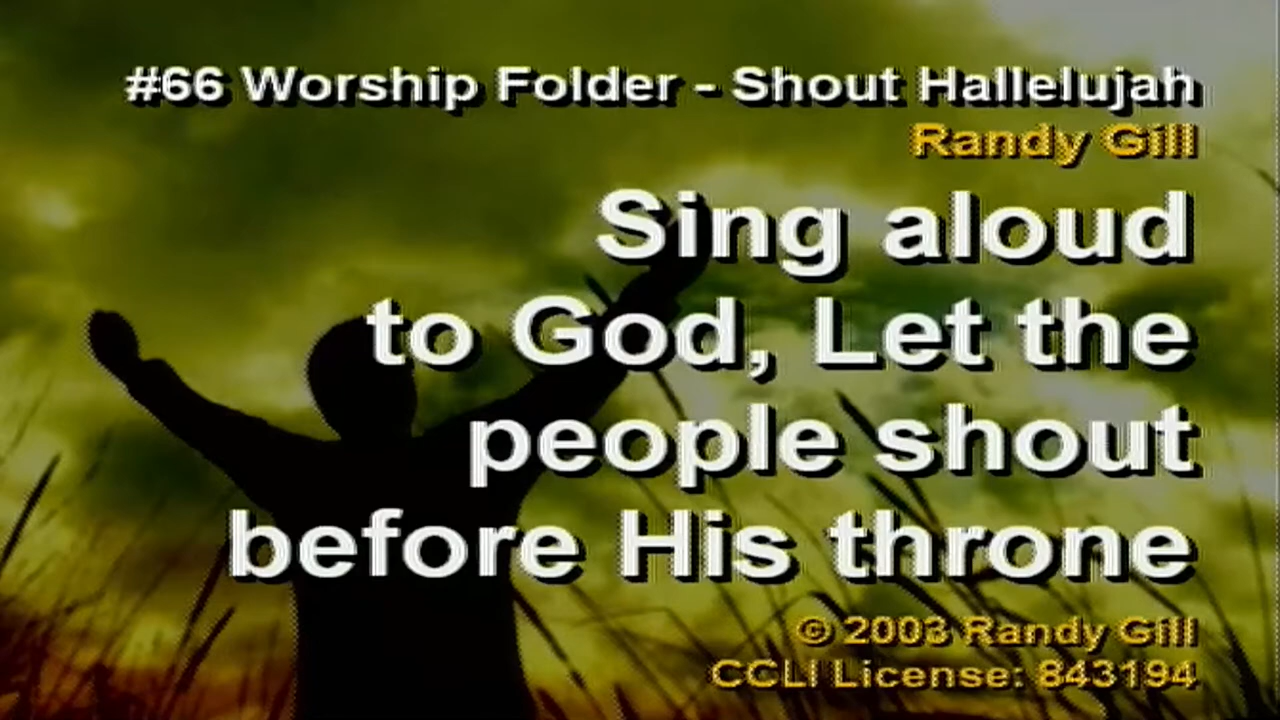 #66 Worship Folder - Shout Hallelujah
Randy Gill
Sing aloud
to God, Let the
people shout
before His throne
© 2003 Randy Gill
CCLI License: 843194